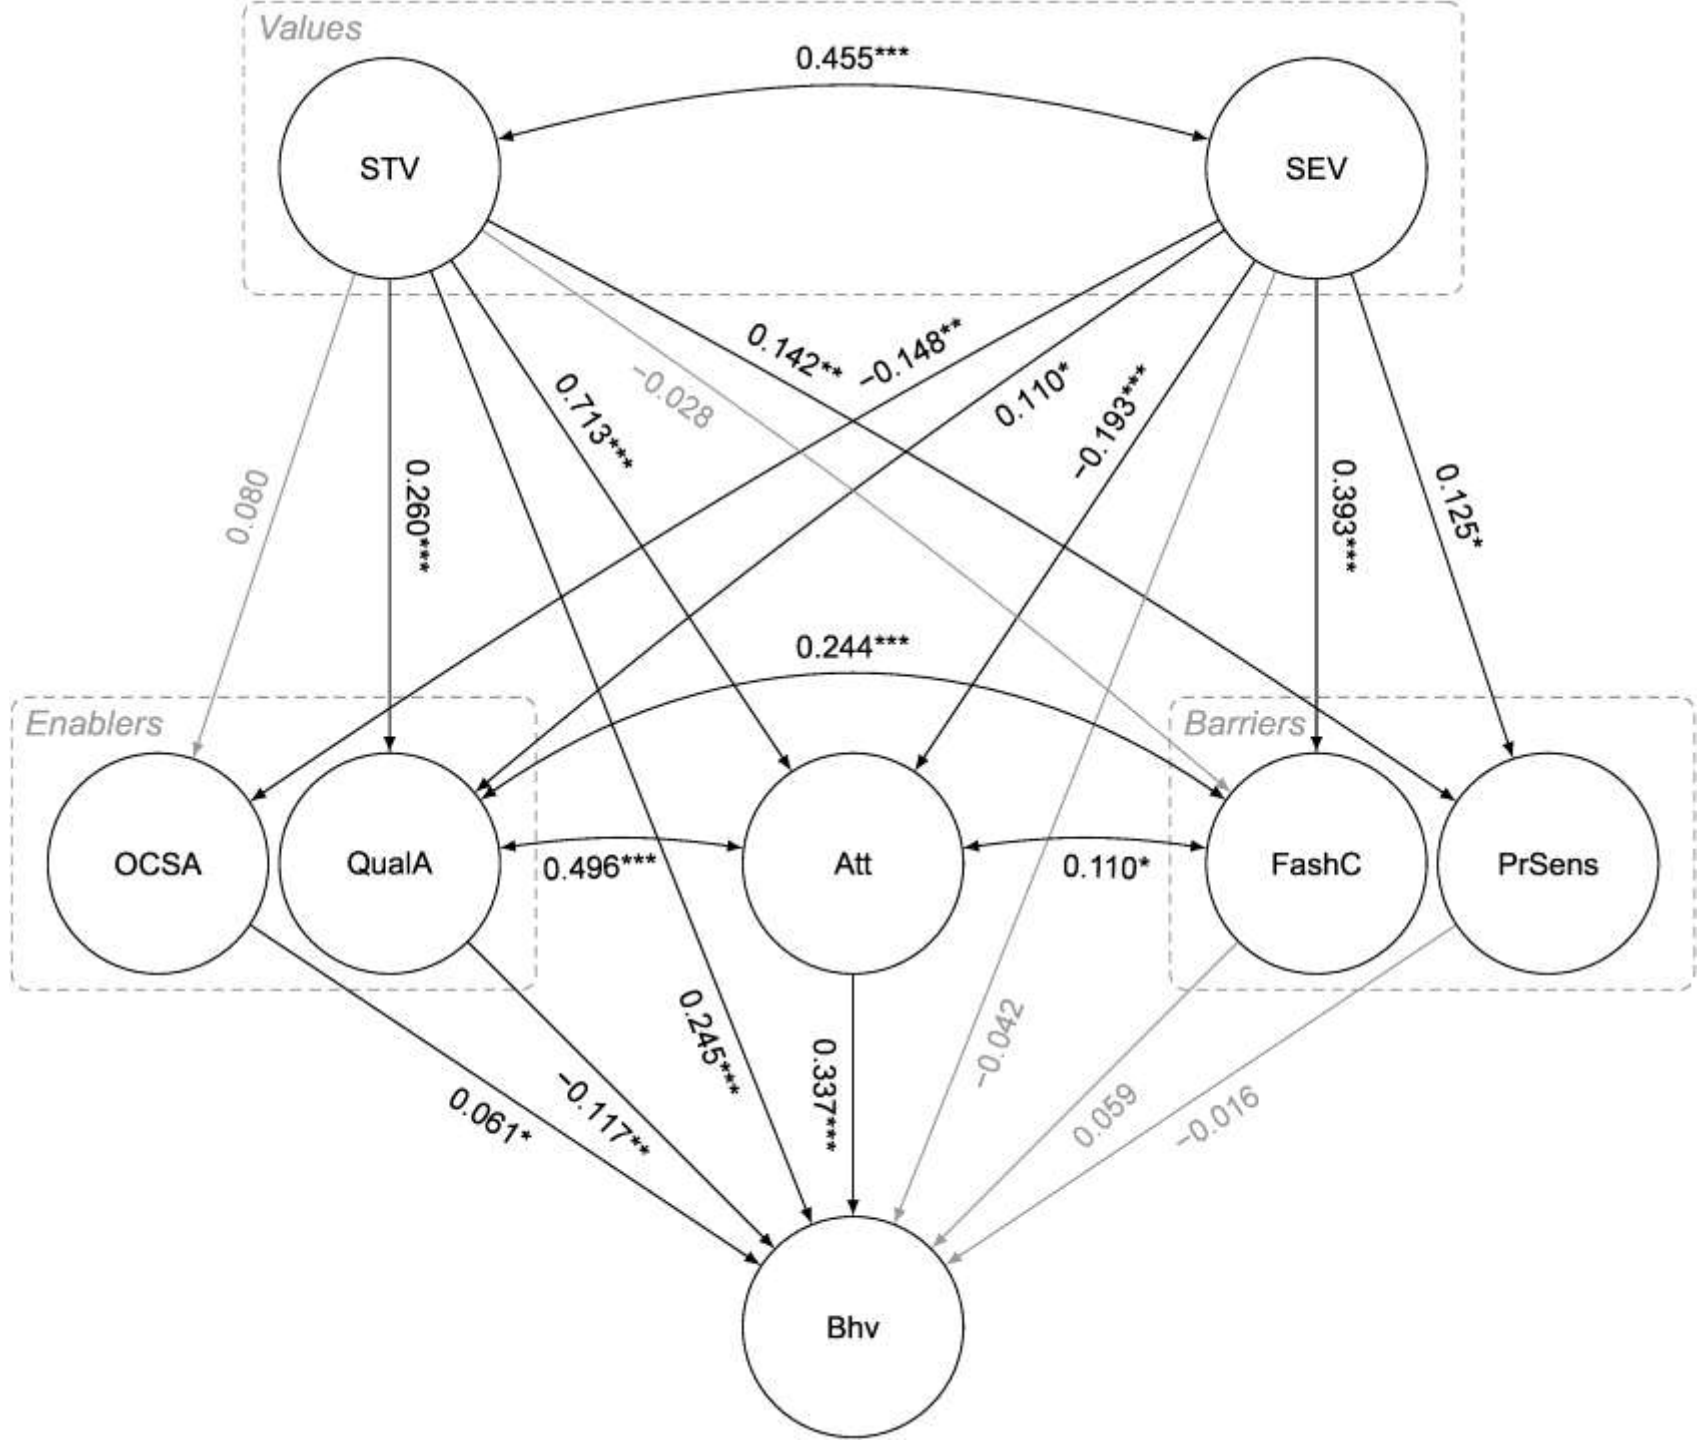 Values
0.455***
STV
SEV
0.142**
−0.148**
−0.028
0.110*
−0.193***
0.713***
0.080
0.260***
0.393***
0.125*
0.244***
Enablers
Barriers
OCSA
QualA
0.496***
Att
0.110*
FashC
PrSens
0.245***
0.337***
−0.042
0.061*
−0.117**
0.059
−0.016
Bhv